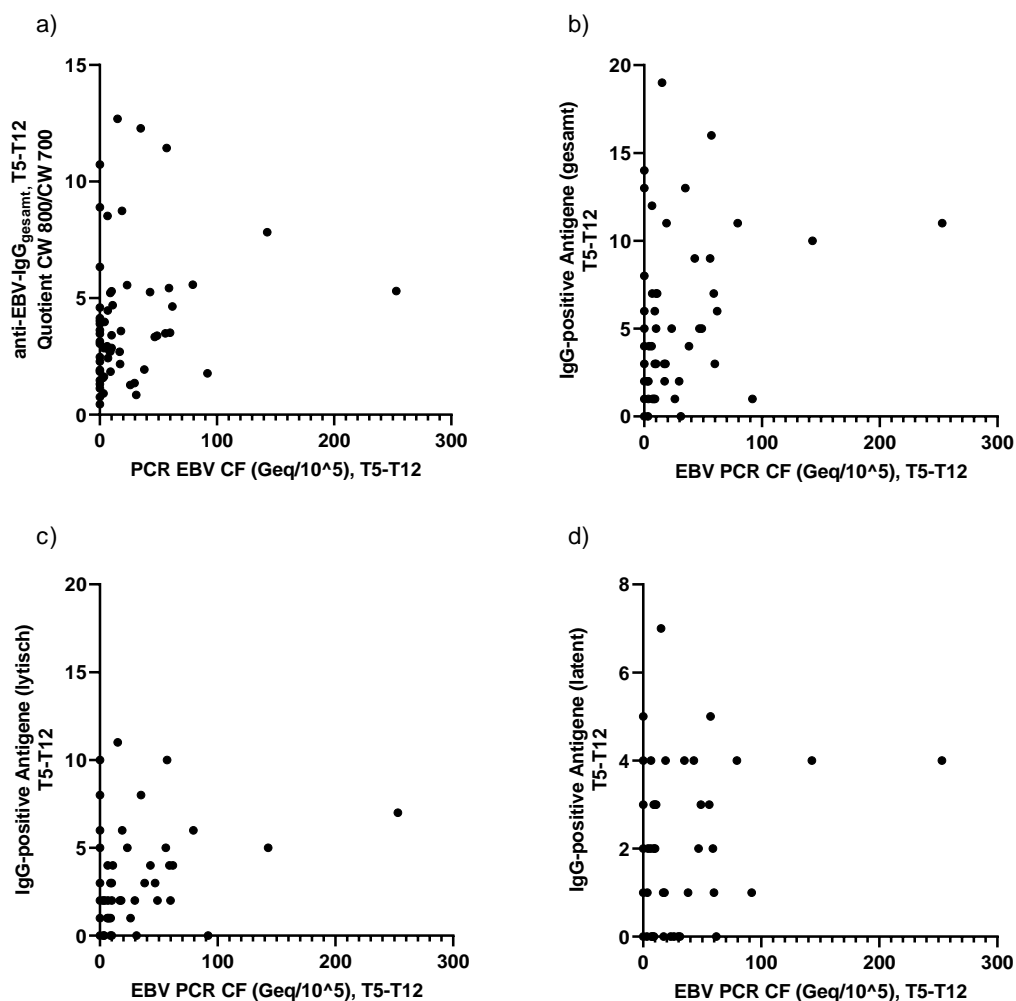 a)
15
10
5
0
anti-EBV-IgGgesamt, T5-T12
Quotient CW 800/CW 700
0 100 200 300
PCR EBV CF (Geq/10^5), T5-T12
b)
20
15
10
5
0
IgG-positive Antigene (gesamt)
T5-T12
0 100 200 300
EBV PCR CF (Geq/10^5), T5-T12
c)
20
15
10
5
0
IgG-positive Antigene (lytisch)
T5-T12
0 100 200 300
EBV PCR CF (Geq/10^5), T5-T12
d)
8
6
4
2
0
IgG-positive Antigene (latent)
T5-T12
0 100 200 300
EBV PCR CF (Geq/10^5), T5-T12